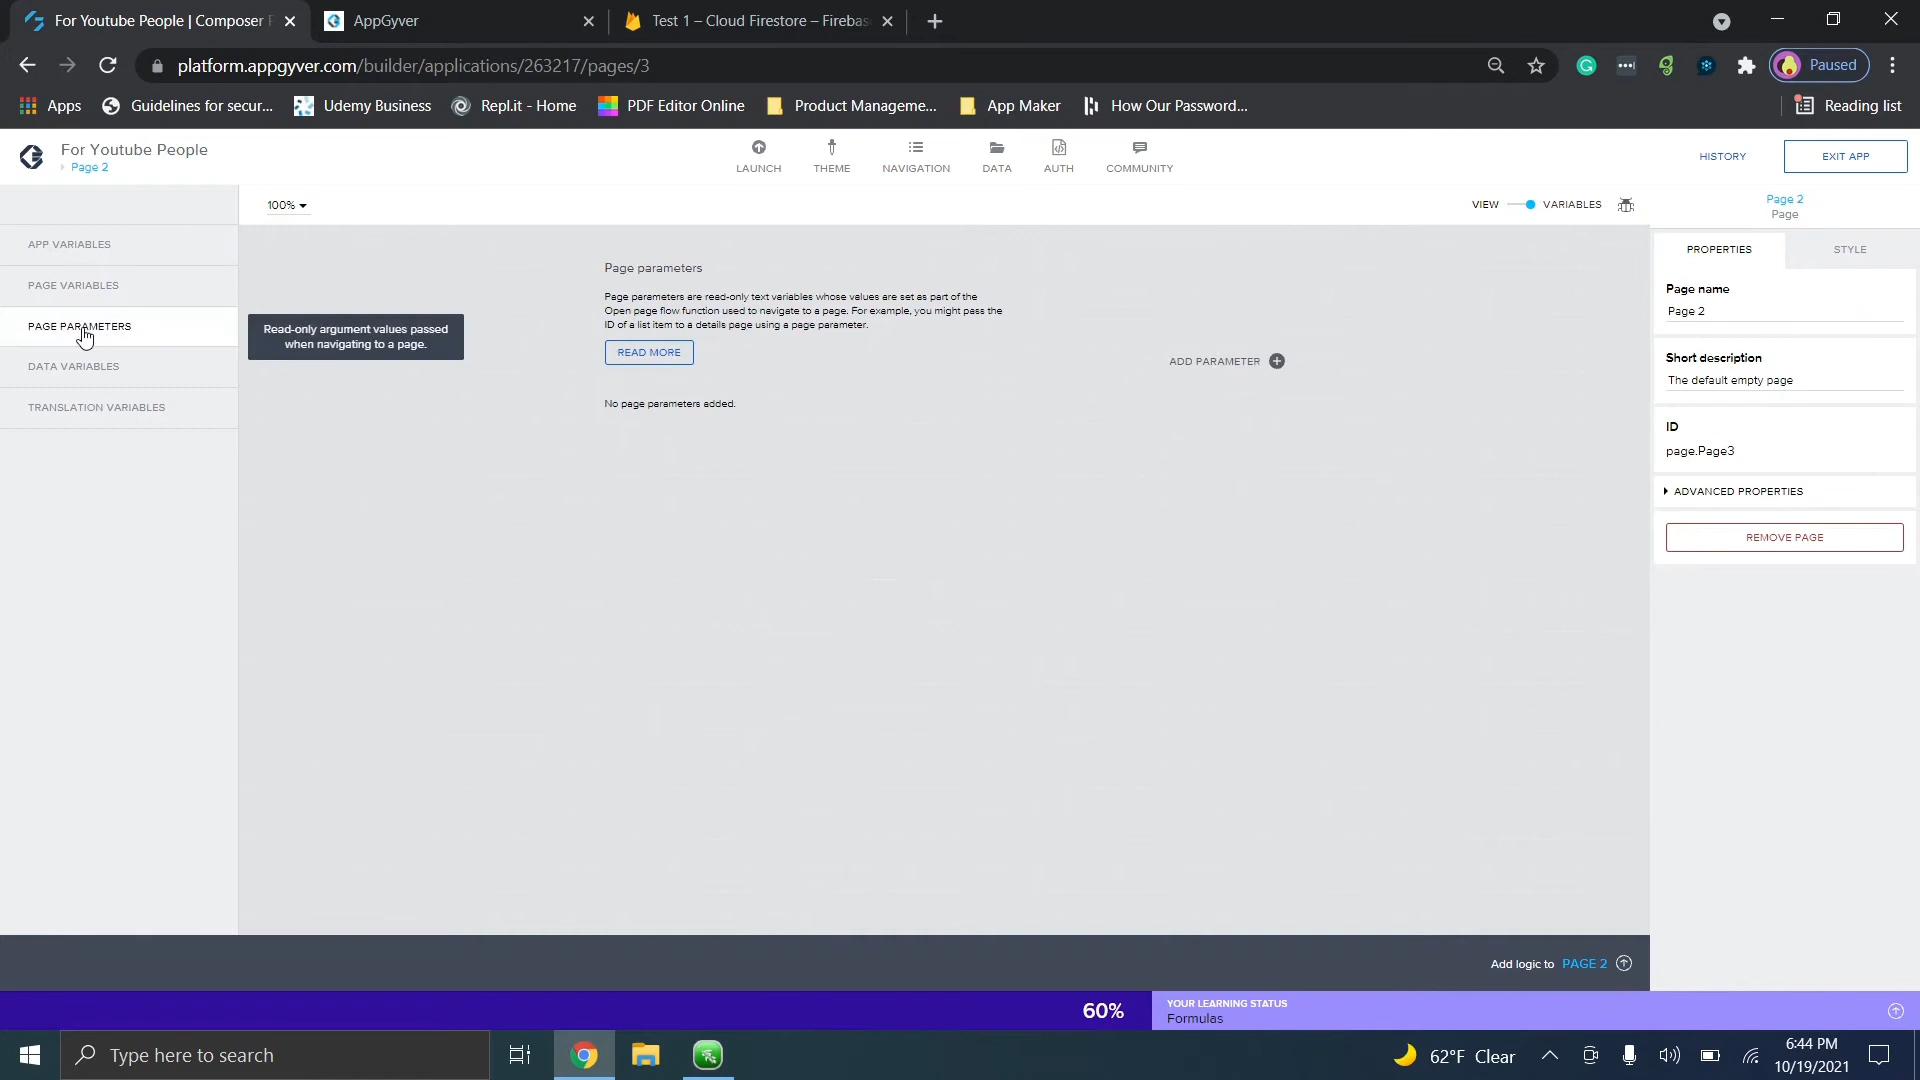 For Youtube People | Composer
AppGyver
Test 1 – Cloud Firestore – Firebas
platform.appgyver.com/builder/applications/263217/pages/3
Paused
Apps
Guidelines for secur...
Udemy Business
Repl.it - Home
PDF Editor Online
Product Manageme...
App Maker
How Our Password...
Reading list
For Youtube People
Page 2
LAUNCH
THEME
NAVIGATION
DATA
AUTH
COMMUNITY
HISTORY
EXIT APP
100%
VIEW
VARIABLES
Page 2
Page
APP VARIABLES
PAGE VARIABLES
PAGE PARAMETERS
DATA VARIABLES
TRANSLATION VARIABLES
Read-only argument values passed
when navigating to a page.
Page parameters
Page parameters are read-only text variables whose values are set as part of the
Open page flow function used to navigate to a page. For example, you might pass the
ID of a list item to a details page using a page parameter.
READ MORE
ADD PARAMETER
No page parameters added.
PROPERTIES
STYLE
Page name
Page 2
Short description
The default empty page
ID
page.Page3
ADVANCED PROPERTIES
REMOVE PAGE
Add logic to PAGE 2
60%
YOUR LEARNING STATUS
Formulas
Type here to search
62°F Clear
6:44 PM
10/19/2021